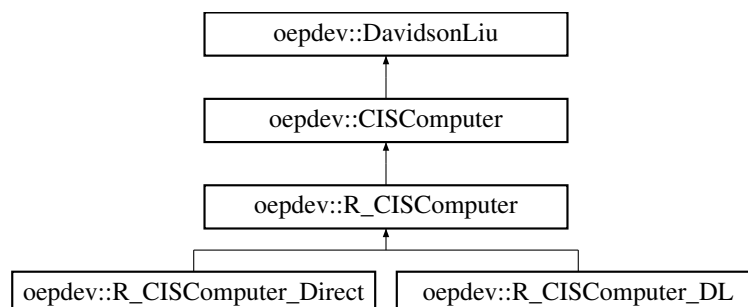 oepdev::DavidsonLiu
oepdev::CISComputer
oepdev::R_CISComputer
oepdev::R_CISComputer_Direct
oepdev::R_CISComputer_DL